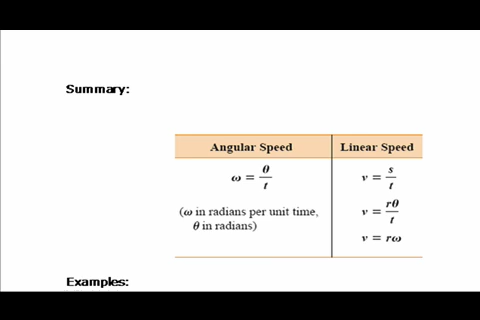 Summary:
Angular Speed
Linear Speed
ω = θ/t
v = s/t
(ω in radians per unit time,
θ in radians)
v = rθ/t
v = rω
Examples: